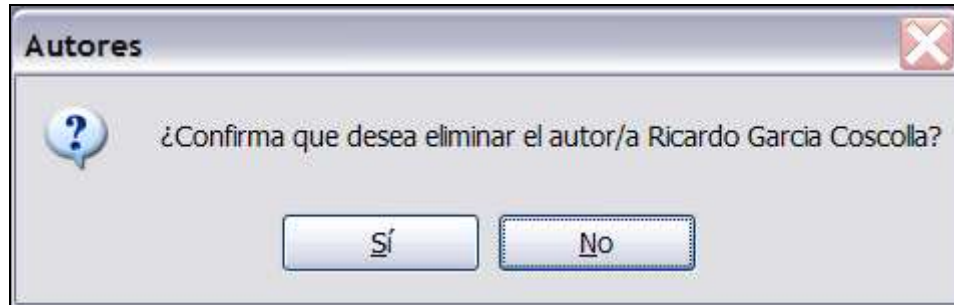 Autores
¿Confirma que desea eliminar el autor/a Ricardo Garcia Coscolla?
Sí
No